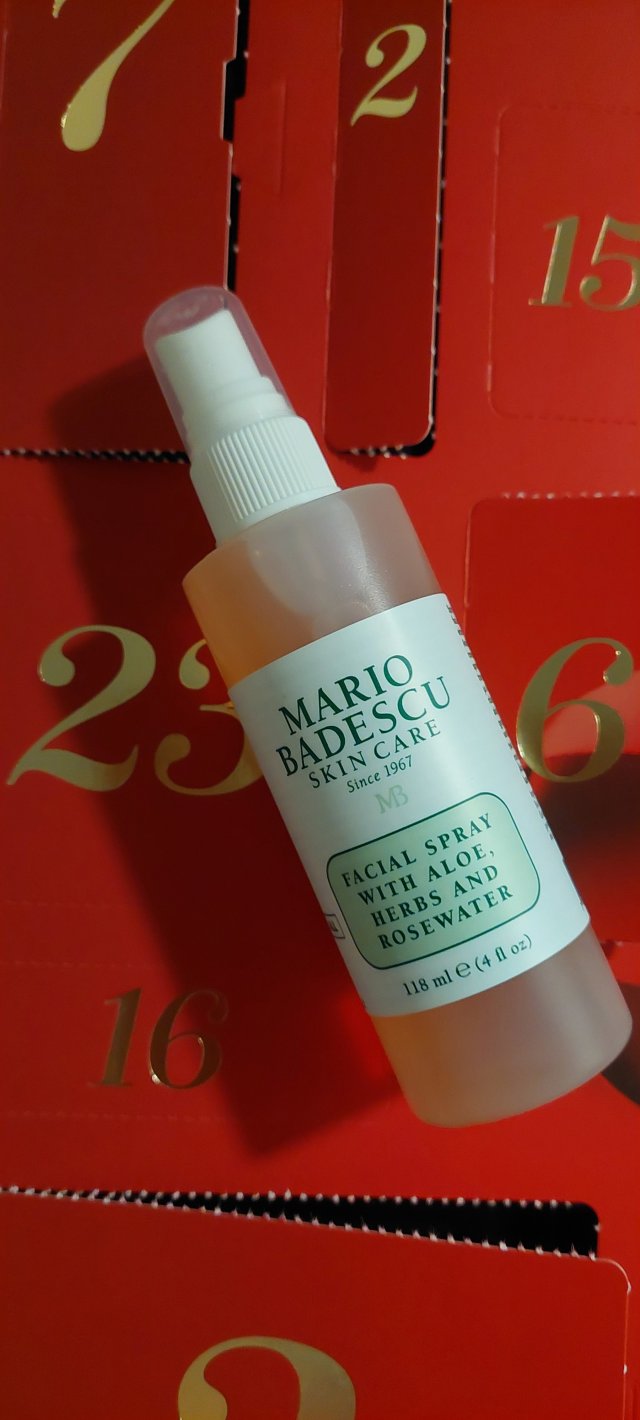 7
2
15
23
6
MARIO
BADESCU
SKIN CARE
Since 1967
MB
FACIAL SPRAY
WITH ALOE,
HERBS AND
ROSEWATER
118 ml e (4 fl oz)
16